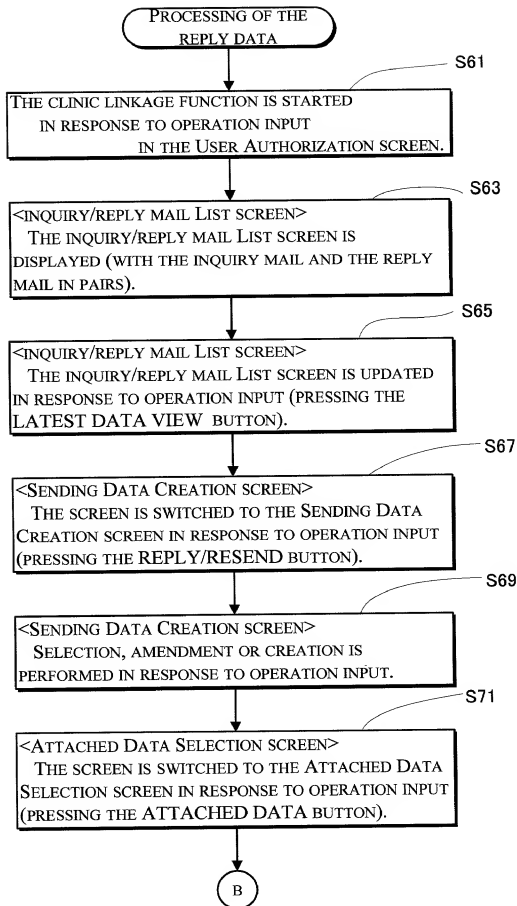 PROCESSING OF THE
REPLY DATA
S61
THE CLINIC LINKAGE FUNCTION IS STARTED
IN RESPONSE TO OPERATION INPUT
IN THE USER AUTHORIZATION SCREEN.
S63
<INQUIRY/REPLY MAIL LIST SCREEN>
THE INQUIRY/REPLY MAIL LIST SCREEN IS
DISPLAYED (WITH THE INQUIRY MAIL AND THE REPLY
MAIL IN PAIRS).
S65
<INQUIRY/REPLY MAIL LIST SCREEN>
THE INQUIRY/REPLY MAIL LIST SCREEN IS UPDATED
IN RESPONSE TO OPERATION INPUT (PRESSING THE
LATEST DATA VIEW BUTTON).
S67
<SENDING DATA CREATION SCREEN>
THE SCREEN IS SWITCHED TO THE SENDING DATA
CREATION SCREEN IN RESPONSE TO OPERATION INPUT
(PRESSING THE REPLY/RESEND BUTTON).
S69
<SENDING DATA CREATION SCREEN>
SELECTION, AMENDMENT OR CREATION IS
PERFORMED IN RESPONSE TO OPERATION INPUT.
S71
<ATTACHED DATA SELECTION SCREEN>
THE SCREEN IS SWITCHED TO THE ATTACHED DATA
SELECTION SCREEN IN RESPONSE TO OPERATION INPUT
(PRESSING THE ATTACHED DATA BUTTON).
B